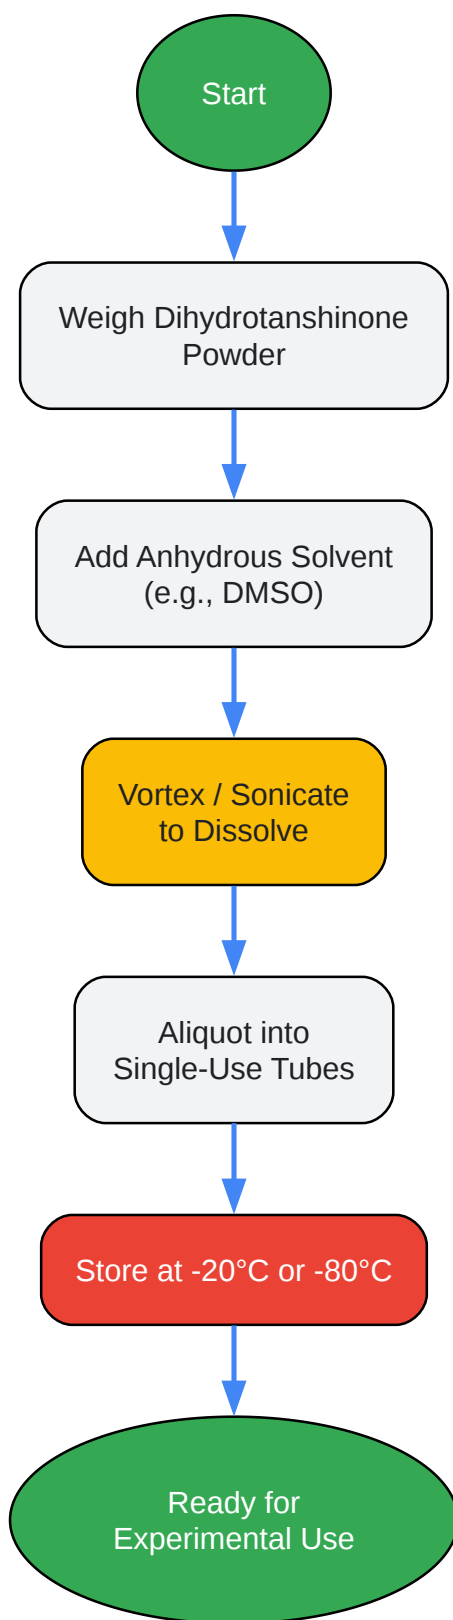 Start
Weigh Dihydrotanshinone
Powder
Add Anhydrous Solvent
(e.g., DMSO)
Vortex / Sonicate
to Dissolve
Aliquot into
Single-Use Tubes
Store at -20°C or -80°C
Ready for
Experimental Use